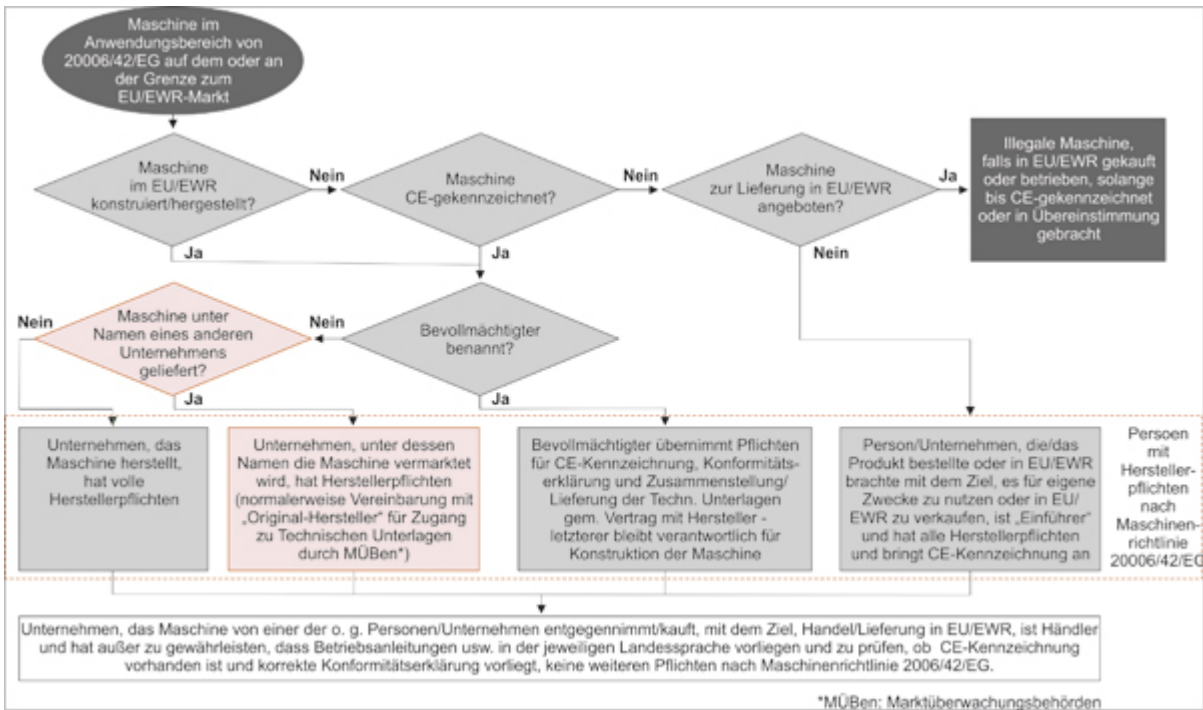 Maschine im
Anwendungsbereich von
20006/42/EG auf dem oder an
der Grenze zum
EU/EWR-Markt
Maschine
im EU/EWR
konstruiert/hergestellt?
Nein
Maschine
CE-gekennzeichnet?
Nein
Maschine
zur Lieferung in EU/EWR
angeboten?
Ja
Illegale Maschine,
falls in EU/EWR gekauft
oder betrieben, solange
bis CE-gekennzeichnet
oder in Übereinstimmung
gebracht
Ja
Ja
Nein
Nein
Maschine unter
Namen eines anderen
Unternehmens
geliefert?
Nein
Bevollmächtigter
benannt?
Ja
Ja
Unternehmen, das
Maschine herstellt,
hat volle
Herstellerpflichten
Unternehmen, unter dessen
Namen die Maschine vermarktet
wird, hat Herstellerpflichten
(normalerweise Vereinbarung mit
„Original-Hersteller“ für Zugang
zu Technischen Unterlagen
durch MÜBen*)
Bevollmächtigter übernimmt Pflichten
für CE-Kennzeichnung, Konformitäts-
erklärung und Zusammenstellung/
Lieferung der Techn. Unterlagen
gem. Vertrag mit Hersteller -
letzterer bleibt verantwortlich für
Konstruktion der Maschine
Person/Unternehmen, die/das
Produkt bestellte oder in EU/EWR
brachte mit dem Ziel, es für eigene
Zwecke zu nutzen oder in EU/
EWR zu verkaufen, ist „Einführer“
und hat alle Herstellerpflichten
und bringt CE-Kennzeichnung an
Persoen
mit
Hersteller-
pflichten
nach
Maschinen-
richtlinie
20006/42/EG
Unternehmen, das Maschine von einer der o. g. Personen/Unternehmen entgegennimmt/kauft, mit dem Ziel, Handel/Lieferung in EU/EWR, ist Händler
und hat außer zu gewährleisten, dass Betriebsanleitungen usw. in der jeweiligen Landessprache vorliegen und zu prüfen, ob CE-Kennzeichnung
vorhanden ist und korrekte Konformitätserklärung vorliegt, keine weiteren Pflichten nach Maschinenrichtlinie 2006/42/EG.
*MÜBen: Marktüberwachungsbehörden